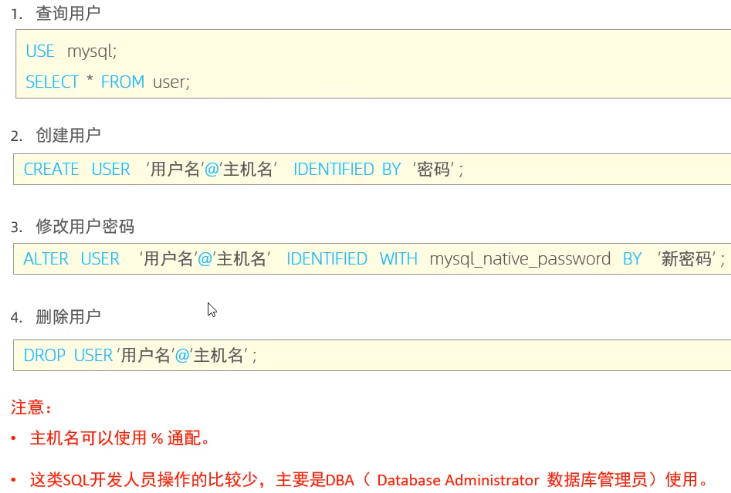 1. 查询用户
USE mysql;
SELECT * FROM user;
2. 创建用户
CREATE USER '用户名'@'主机名' IDENTIFIED BY '密码' ;
3. 修改用户密码
ALTER USER '用户名'@'主机名' IDENTIFIED WITH mysql_native_password BY '新密码' ;
4. 删除用户
DROP USER '用户名'@'主机名' ;
注意：
• 主机名可以使用 % 通配。
• 这类SQL开发人员操作的比较少，主要是DBA（ Database Administrator 数据库管理员）使用。